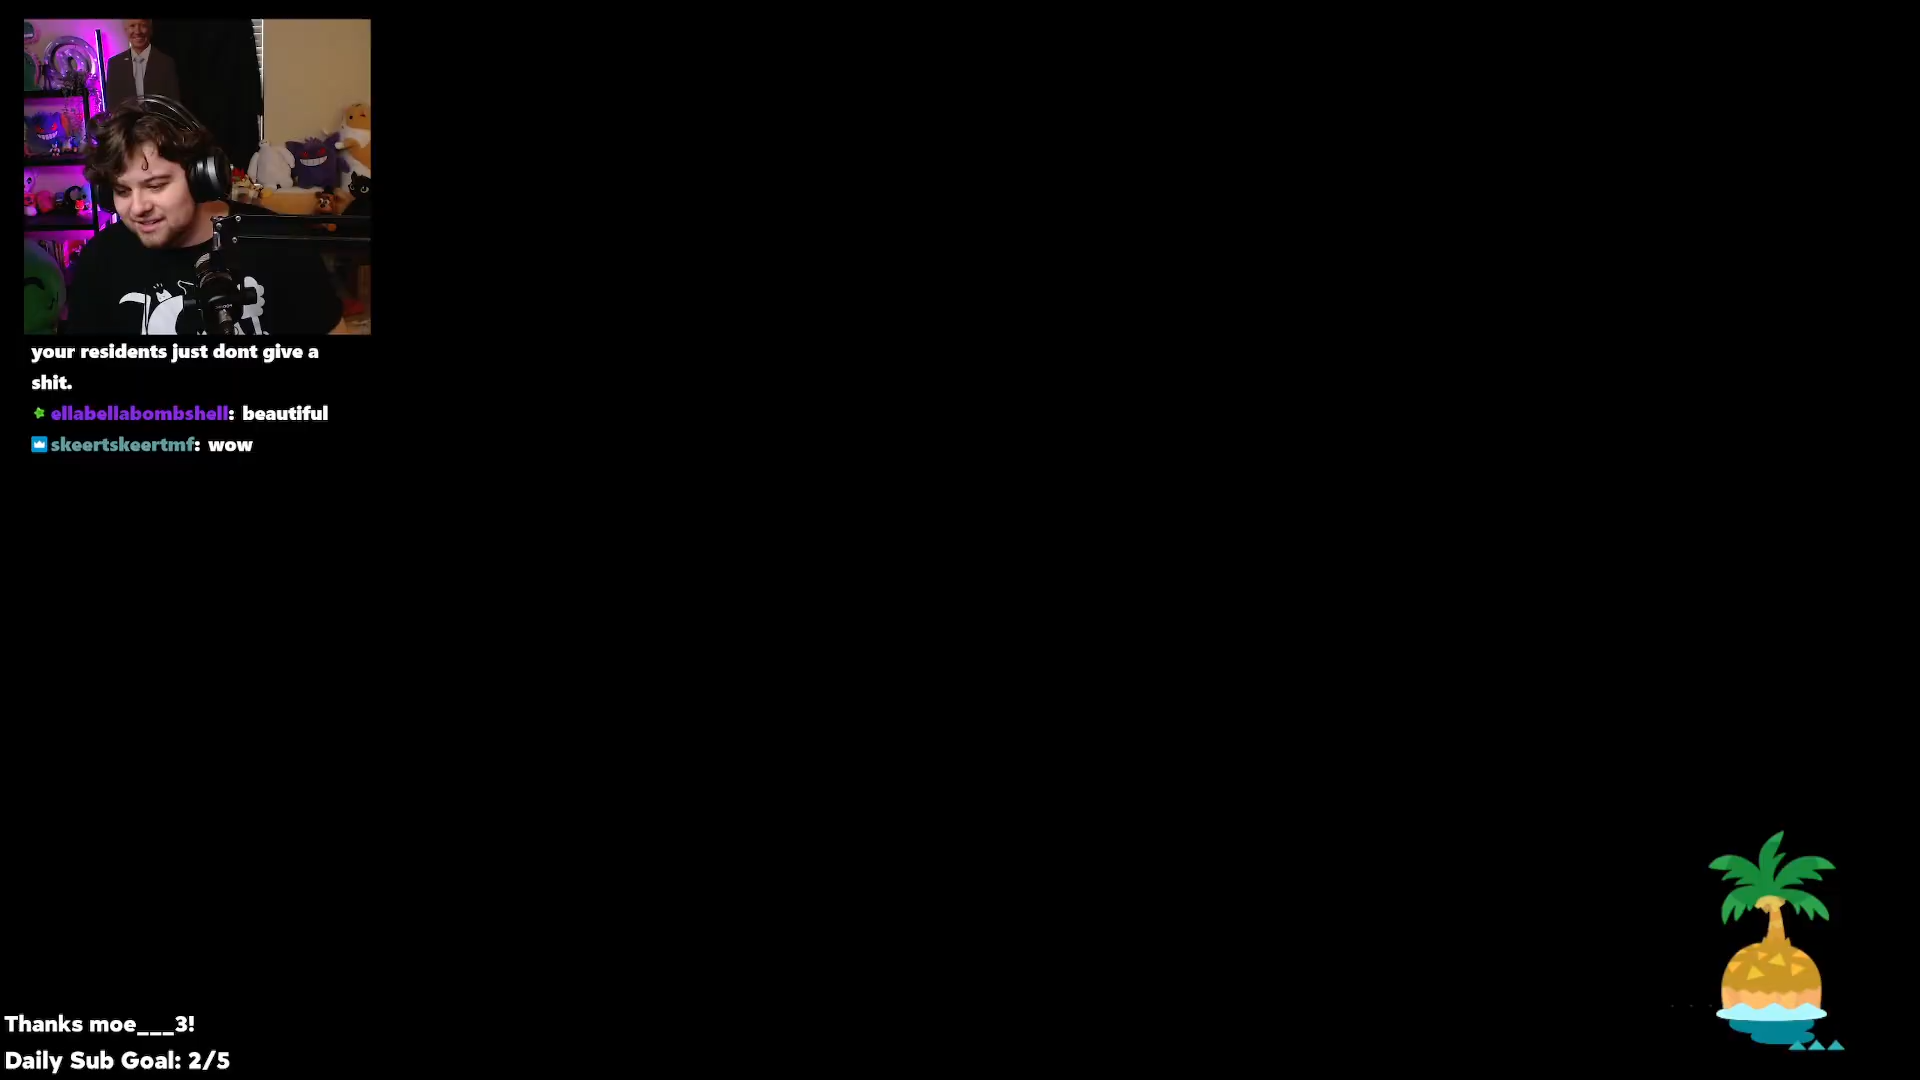 your residents just dont give a
shit.
ellabellabombshell: beautiful
skeertskeertmf: wow
Thanks moe___3!
Daily Sub Goal: 2/5